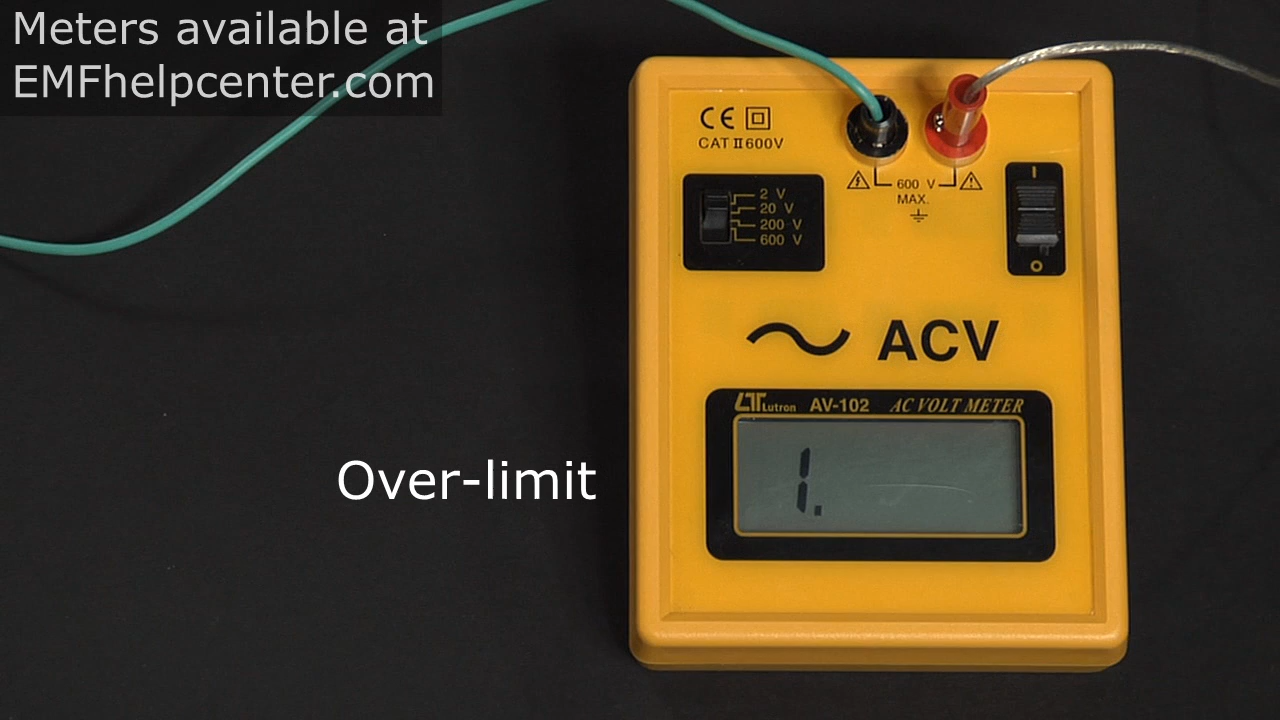 Meters available at
EMFhelpcenter.com
CE
CAT II 600V
600 V
MAX.
2 V
20 V
200 V
600 V
I
O
ACV
Lutron AV-102 AC VOLT METER
Over-limit
1.